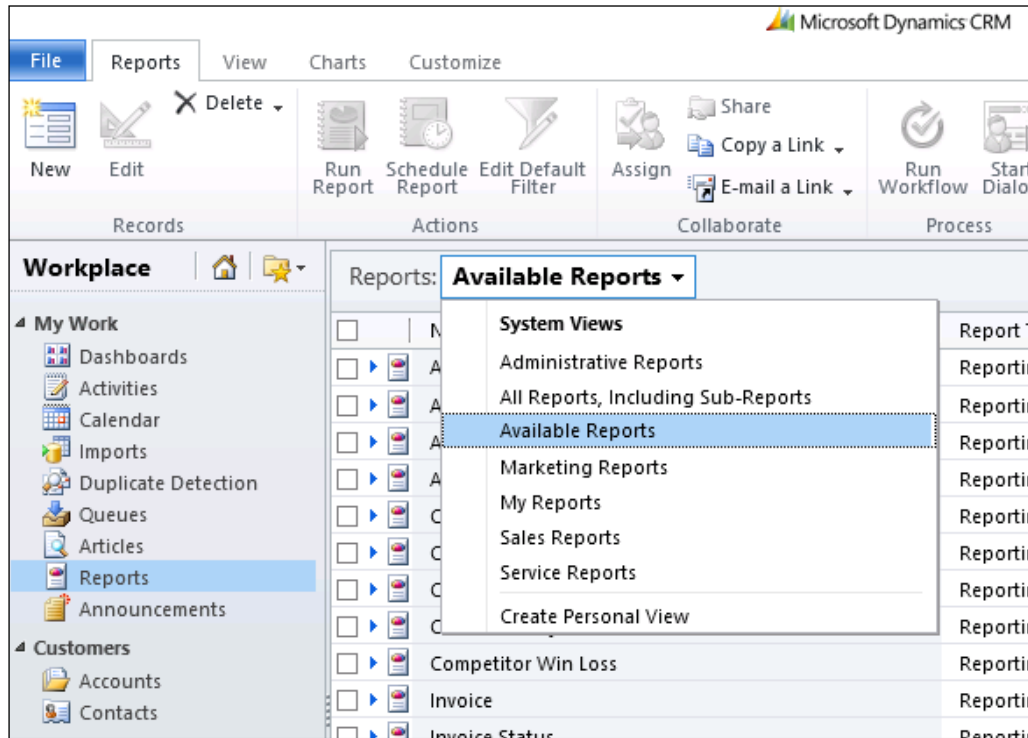 Microsoft Dynamics CRM
File Reports View Charts Customize
New
Edit
Delete
Records
Run Report
Schedule Report
Edit Default Filter
Actions
Assign
Share
Copy a Link
E-mail a Link
Collaborate
Run Workflow
Process
Workplace
My Work
Dashboards
Activities
Calendar
Imports
Duplicate Detection
Queues
Articles
Reports
Announcements
Customers
Accounts
Contacts
Reports: Available Reports
System Views
Administrative Reports
All Reports, Including Sub-Reports
Available Reports
Marketing Reports
My Reports
Sales Reports
Service Reports
Create Personal View
Report
Competitor Win Loss
Invoice
Invoice Status